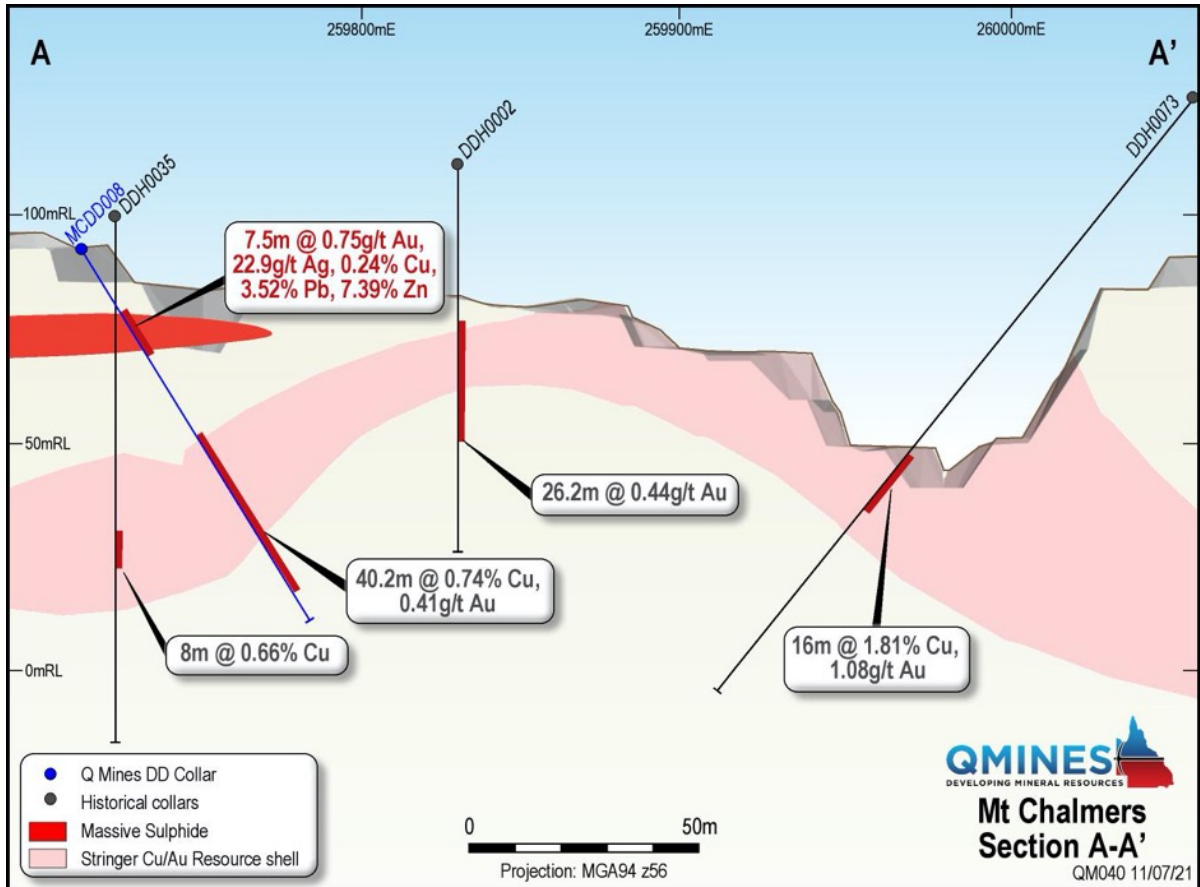 259800mE
259900mE
260000mE
A
A'
MCDD008
DDH0035
DDH0002
DDH0073
100mRL
50mRL
0mRL
7.5m @ 0.75g/t Au,
22.9g/t Ag, 0.24% Cu,
3.52% Pb, 7.39% Zn
26.2m @ 0.44g/t Au
40.2m @ 0.74% Cu,
0.41g/t Au
8m @ 0.66% Cu
16m @ 1.81% Cu,
1.08g/t Au
Q Mines DD Collar
Historical collars
Massive Sulphide
Stringer Cu/Au Resource shell
0
50m
Projection: MGA94 z56
QMINES
DEVELOPING MINERAL RESOURCES
Mt Chalmers
Section A-A'
QM040 11/07/21